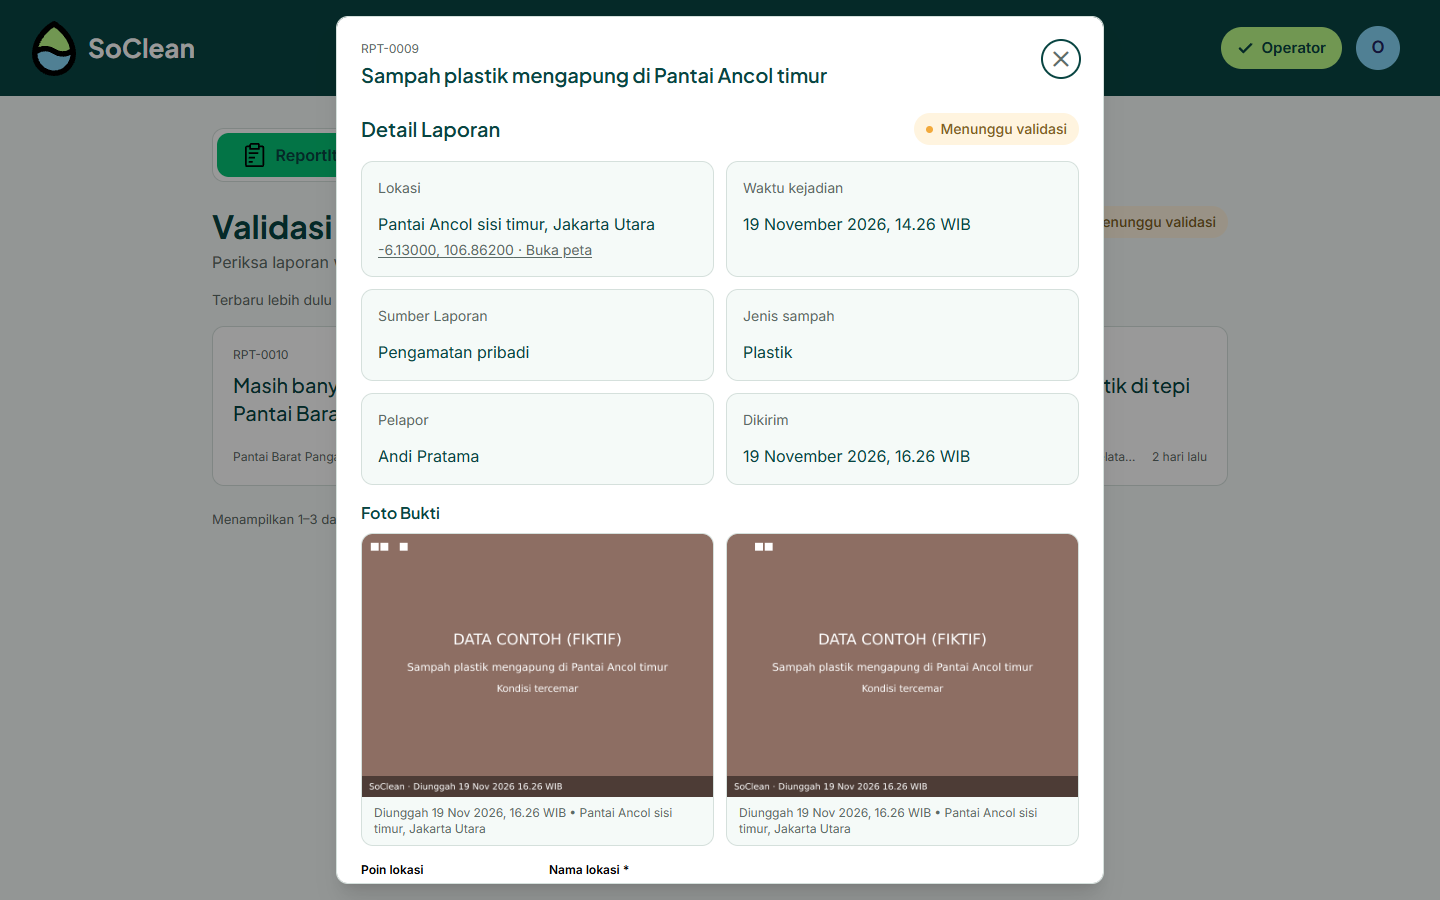 SoClean
Operator
O
ReportIt
Validasi
enunggu validasi
Periksa laporan
Terbaru lebih dulu
RPT-0010
Masih bany
Pantai Bara
Pantai Barat Panga
tik di tepi
lata...
2 hari lalu
Menampilkan 1–3 da
RPT-0009
Sampah plastik mengapung di Pantai Ancol timur
Detail Laporan
Menunggu validasi
Lokasi
Pantai Ancol sisi timur, Jakarta Utara
-6.13000, 106.86200 · Buka peta
Waktu kejadian
19 November 2026, 14.26 WIB
Sumber Laporan
Pengamatan pribadi
Jenis sampah
Plastik
Pelapor
Andi Pratama
Dikirim
19 November 2026, 16.26 WIB
Foto Bukti
DATA CONTOH (FIKTIF)
Sampah plastik mengapung di Pantai Ancol timur
Kondisi tercemar
SoClean · Diunggah 19 Nov 2026 16.26 WIB
Diunggah 19 Nov 2026, 16.26 WIB • Pantai Ancol sisi
timur, Jakarta Utara
DATA CONTOH (FIKTIF)
Sampah plastik mengapung di Pantai Ancol timur
Kondisi tercemar
SoClean · Diunggah 19 Nov 2026 16.26 WIB
Diunggah 19 Nov 2026, 16.26 WIB • Pantai Ancol sisi
timur, Jakarta Utara
Poin lokasi
Nama lokasi *